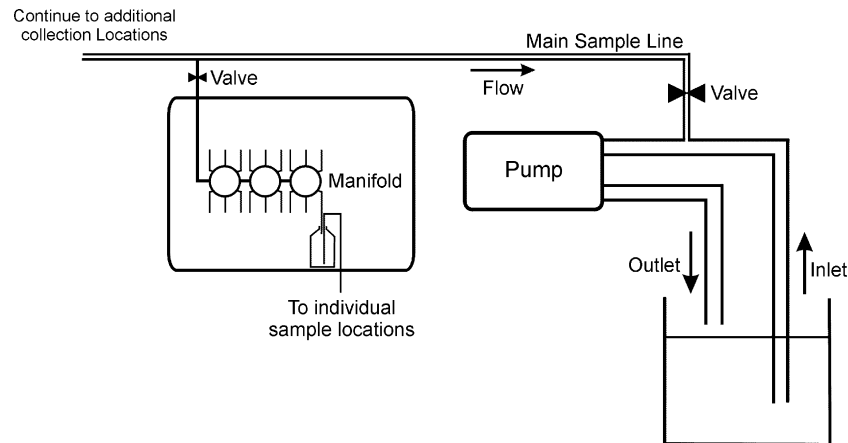 Continue to additional
collection Locations
Main Sample Line
Valve
Flow
Valve
Pump
Manifold
Outlet
Inlet
To individual
sample locations